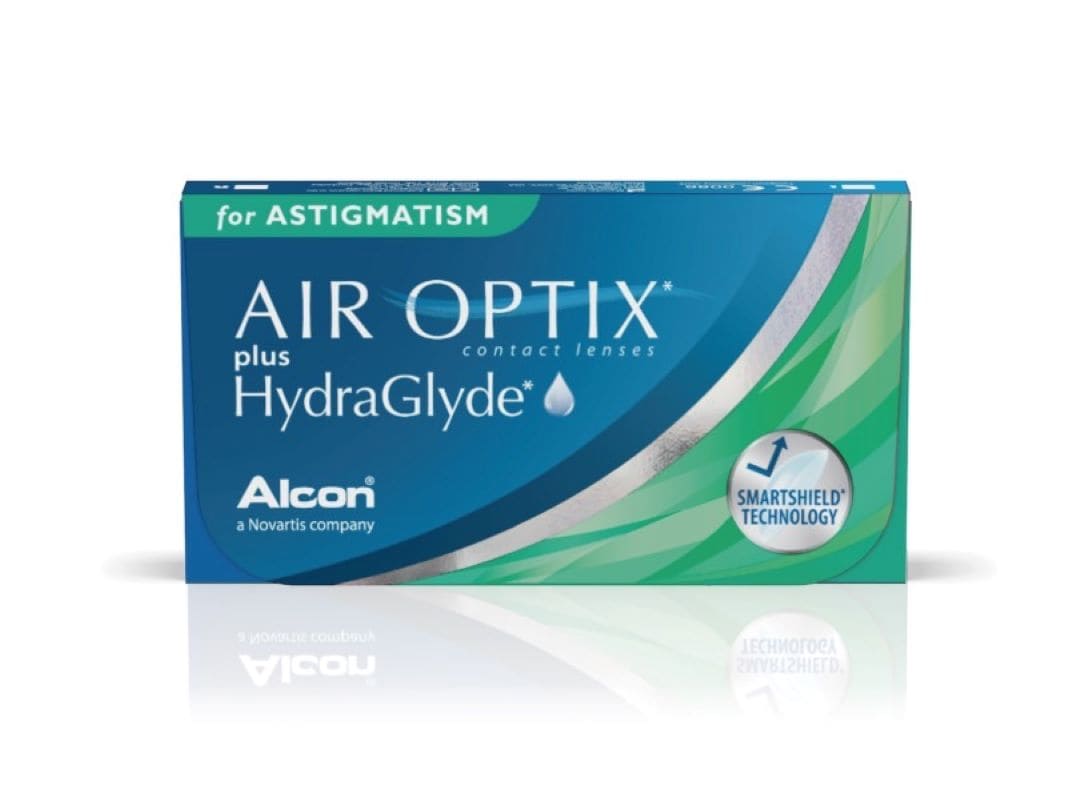 for ASTIGMATISM
AIR OPTIX*
contact lenses
plus
HydraGlyde*
Alcon®
a Novartis company
SMARTSHIELD*
TECHNOLOGY